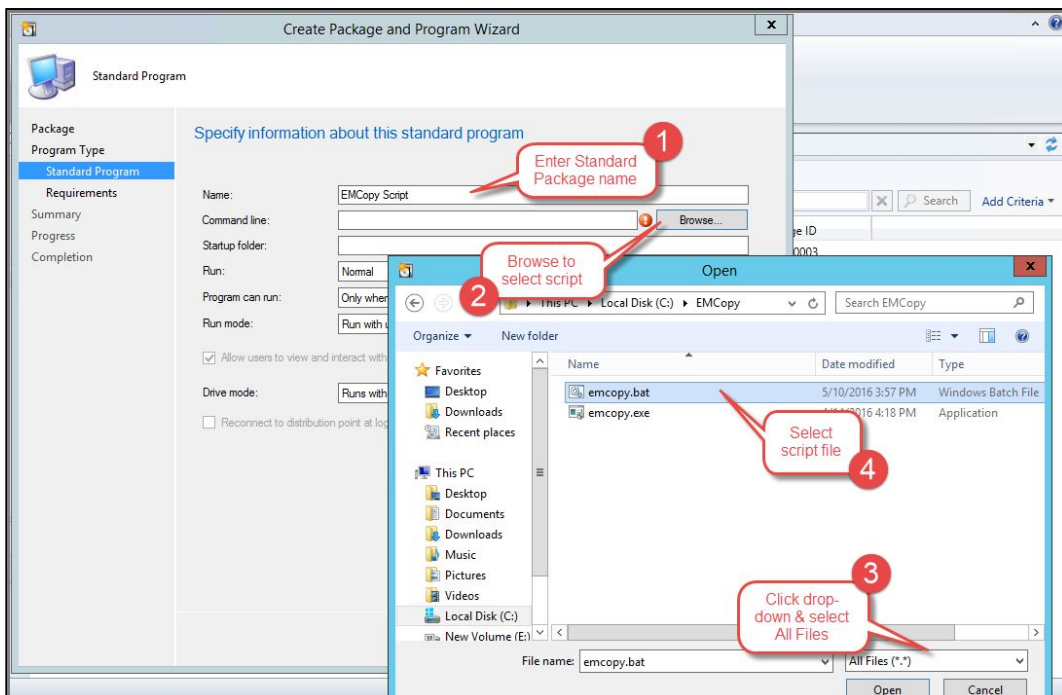 Create Package and Program Wizard
x
Standard Program
Package
Program Type
Standard Program
Requirements
Summary
Progress
Completion
Specify information about this standard program
1
Enter Standard
Package name
Name:
EMCopy Script
Command line:
Browse...
Startup folder:
Run:
Normal
Program can run:
Only when
Run mode:
Run with u
Allow users to view and interact with
Drive mode:
Runs with
Reconnect to distribution point at log
Search
Add Criteria
ge ID
0003
2
Browse to
select script
Open
x
This PC
Local Disk (C:)
EMCopy
Search EMCopy
Organize
New folder
Favorites
Desktop
Downloads
Recent places
This PC
Desktop
Documents
Downloads
Music
Pictures
Videos
Local Disk (C:)
New Volume (E:)
Name
Date modified
Type
emcopy.bat
5/10/2016 3:57 PM
Windows Batch File
emcopy.exe
2016 4:18 PM
Application
Select
script file
4
3
Click drop-
down & select
All Files
File name:
emcopy.bat
All Files (*.*)
Open
Cancel